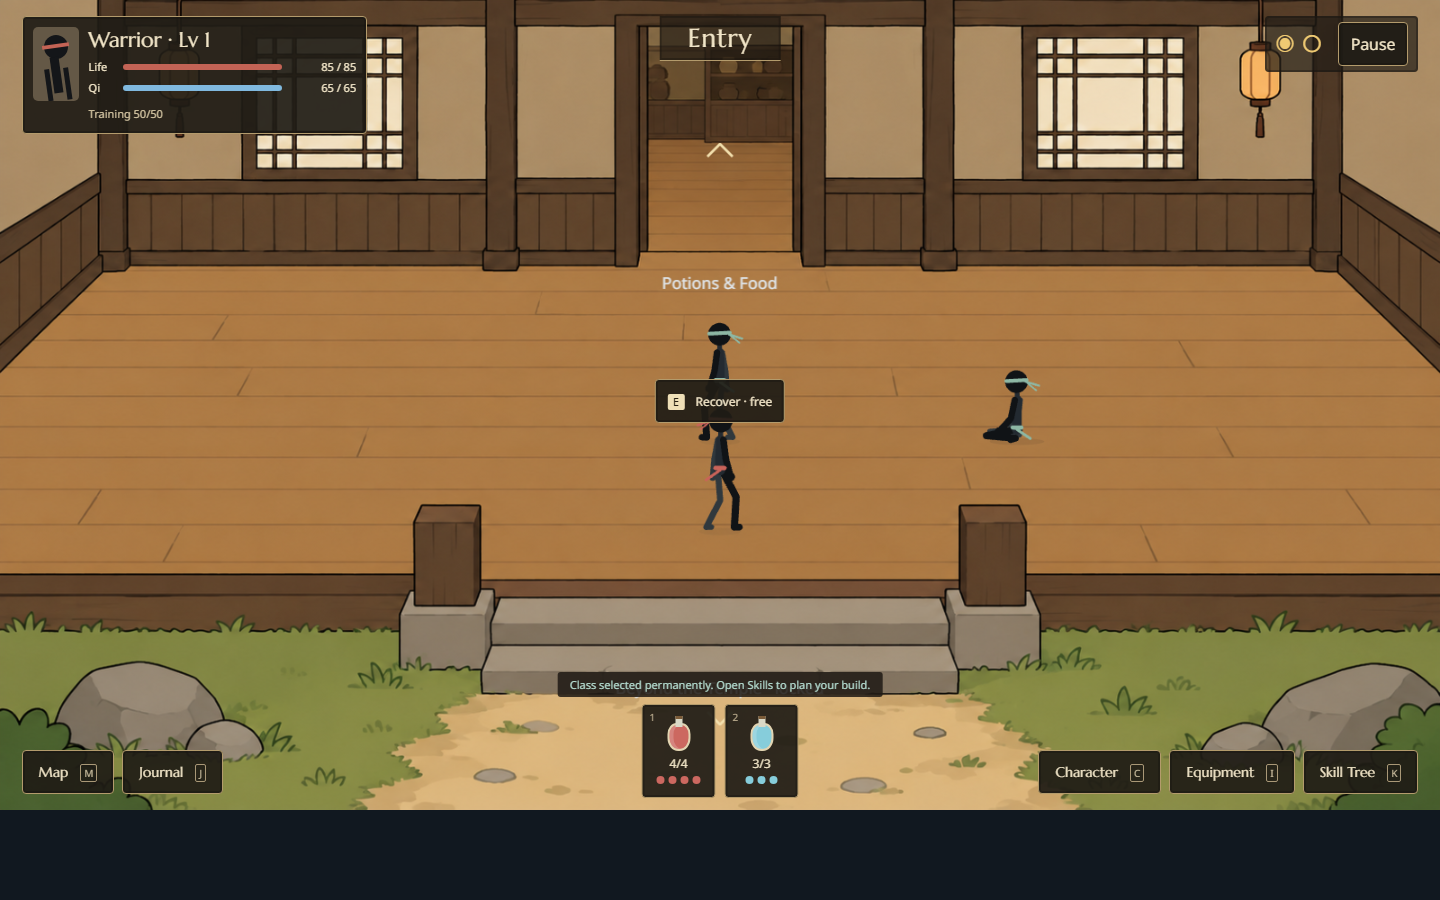 Warrior · Lv 1
Life 85 / 85
Qi 65 / 65
Training 50/50
Entry
Pause
Potions & Food
E Recover · free
Class selected permanently. Open Skills to plan your build.
1 4/4
2 3/3
Map M
Journal J
Character C
Equipment I
Skill Tree K